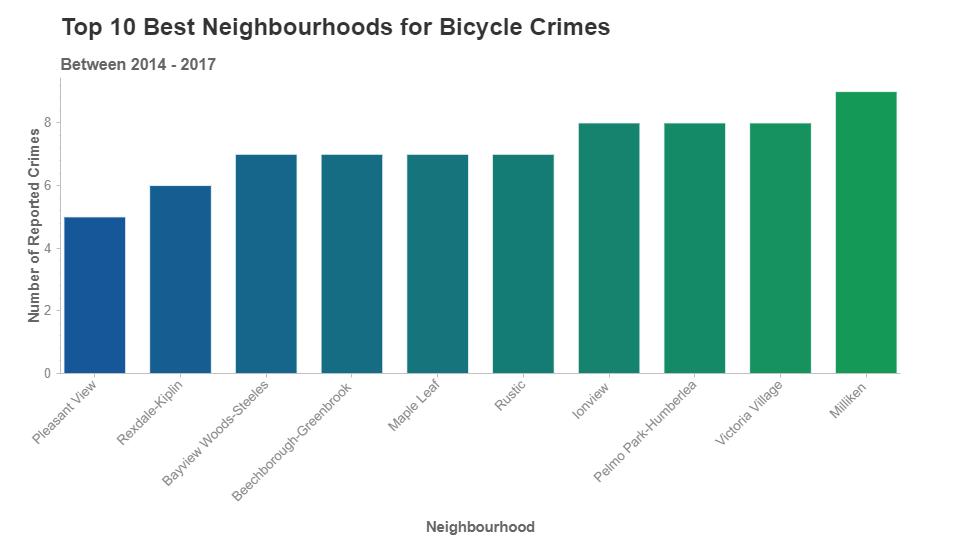 Top 10 Best Neighbourhoods for Bicycle Crimes
Between 2014 - 2017
Number of Reported Crimes
8
6
4
2
0
Pleasant View
Rexdale-Kiplin
Bayview Woods-Steeles
Beechborough-Greenbrook
Maple Leaf
Rustic
Ionview
Pelmo Park-Humberlea
Victoria Village
Milliken
Neighbourhood